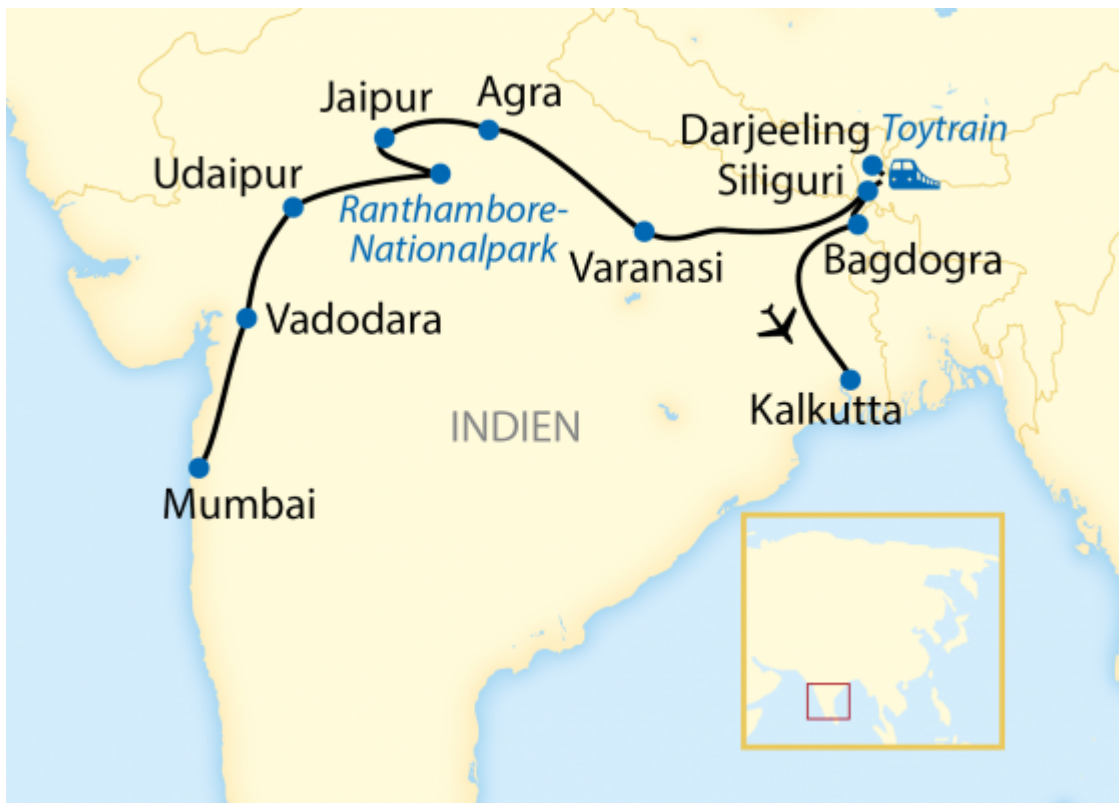 Jaipur
Agra
Darjeeling
Toytrain
Siliguri
Udaipur
Ranthambore-
Nationalpark
Varanasi
Bagdogra
Vadodara
Kalkutta
INDIEN
Mumbai